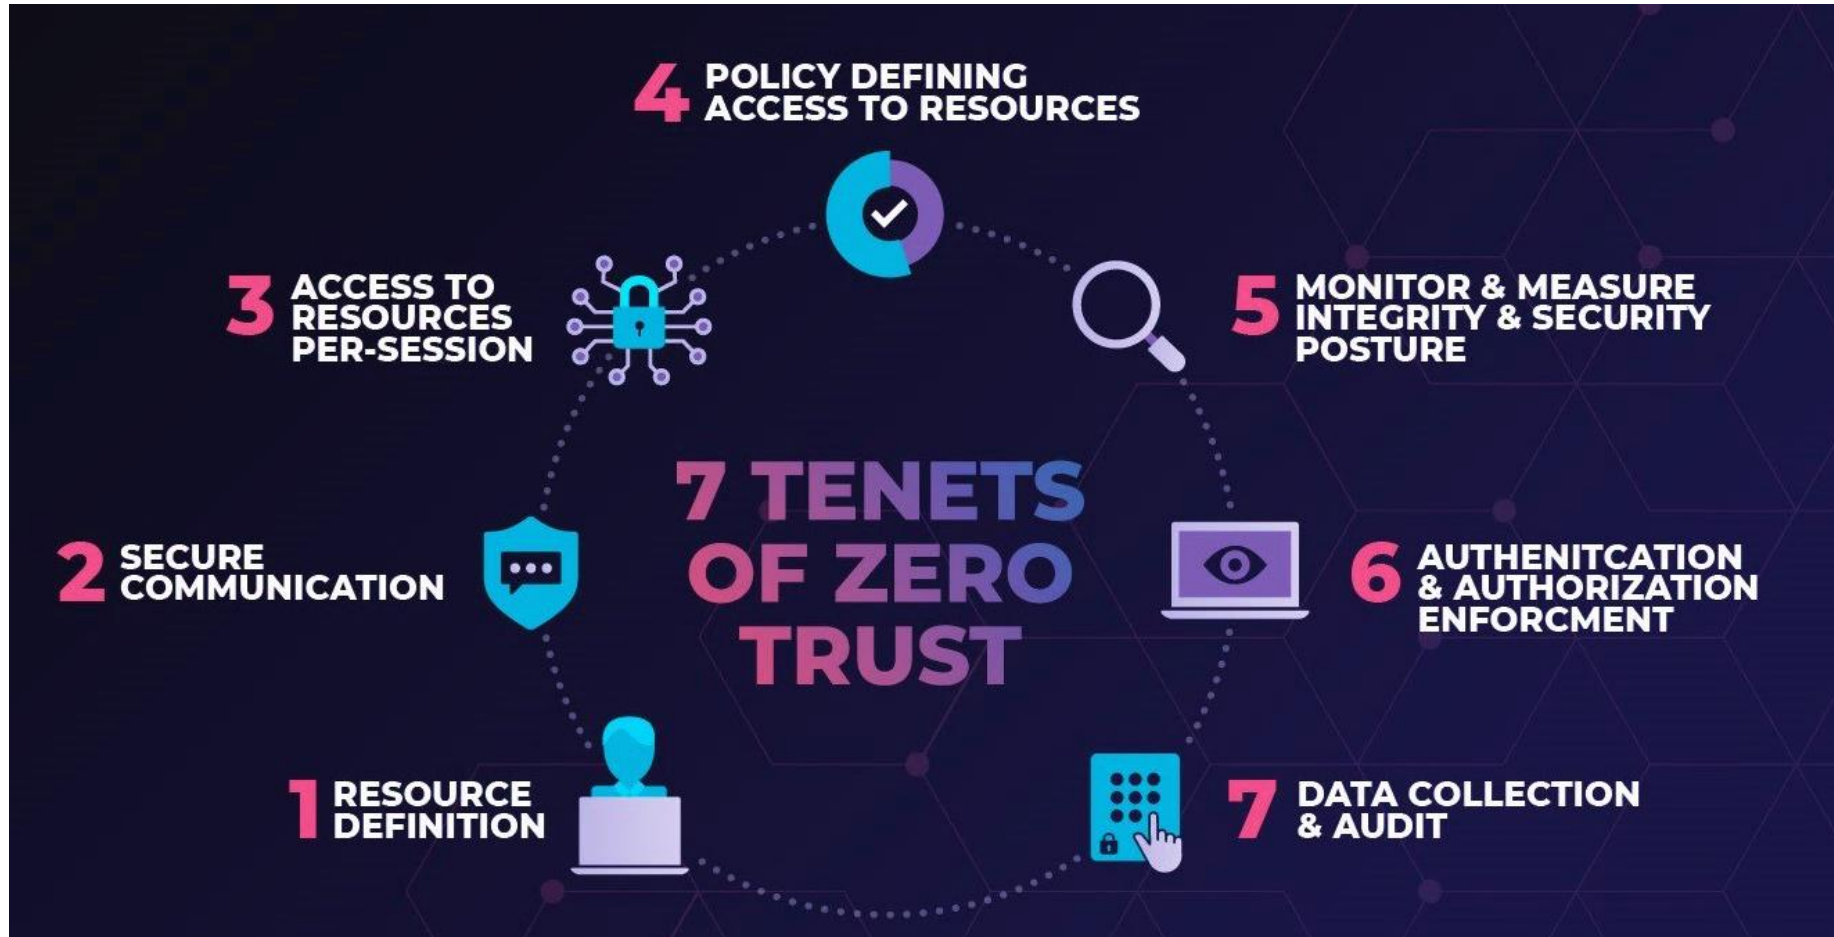 7 TENETS
OF ZERO
TRUST
1 RESOURCE
DEFINITION
2 SECURE
COMMUNICATION
3 ACCESS TO
RESOURCES
PER-SESSION
4 POLICY DEFINING
ACCESS TO RESOURCES
5 MONITOR & MEASURE
INTEGRITY & SECURITY
POSTURE
6 AUTHENITCATION
& AUTHORIZATION
ENFORCMENT
7 DATA COLLECTION
& AUDIT